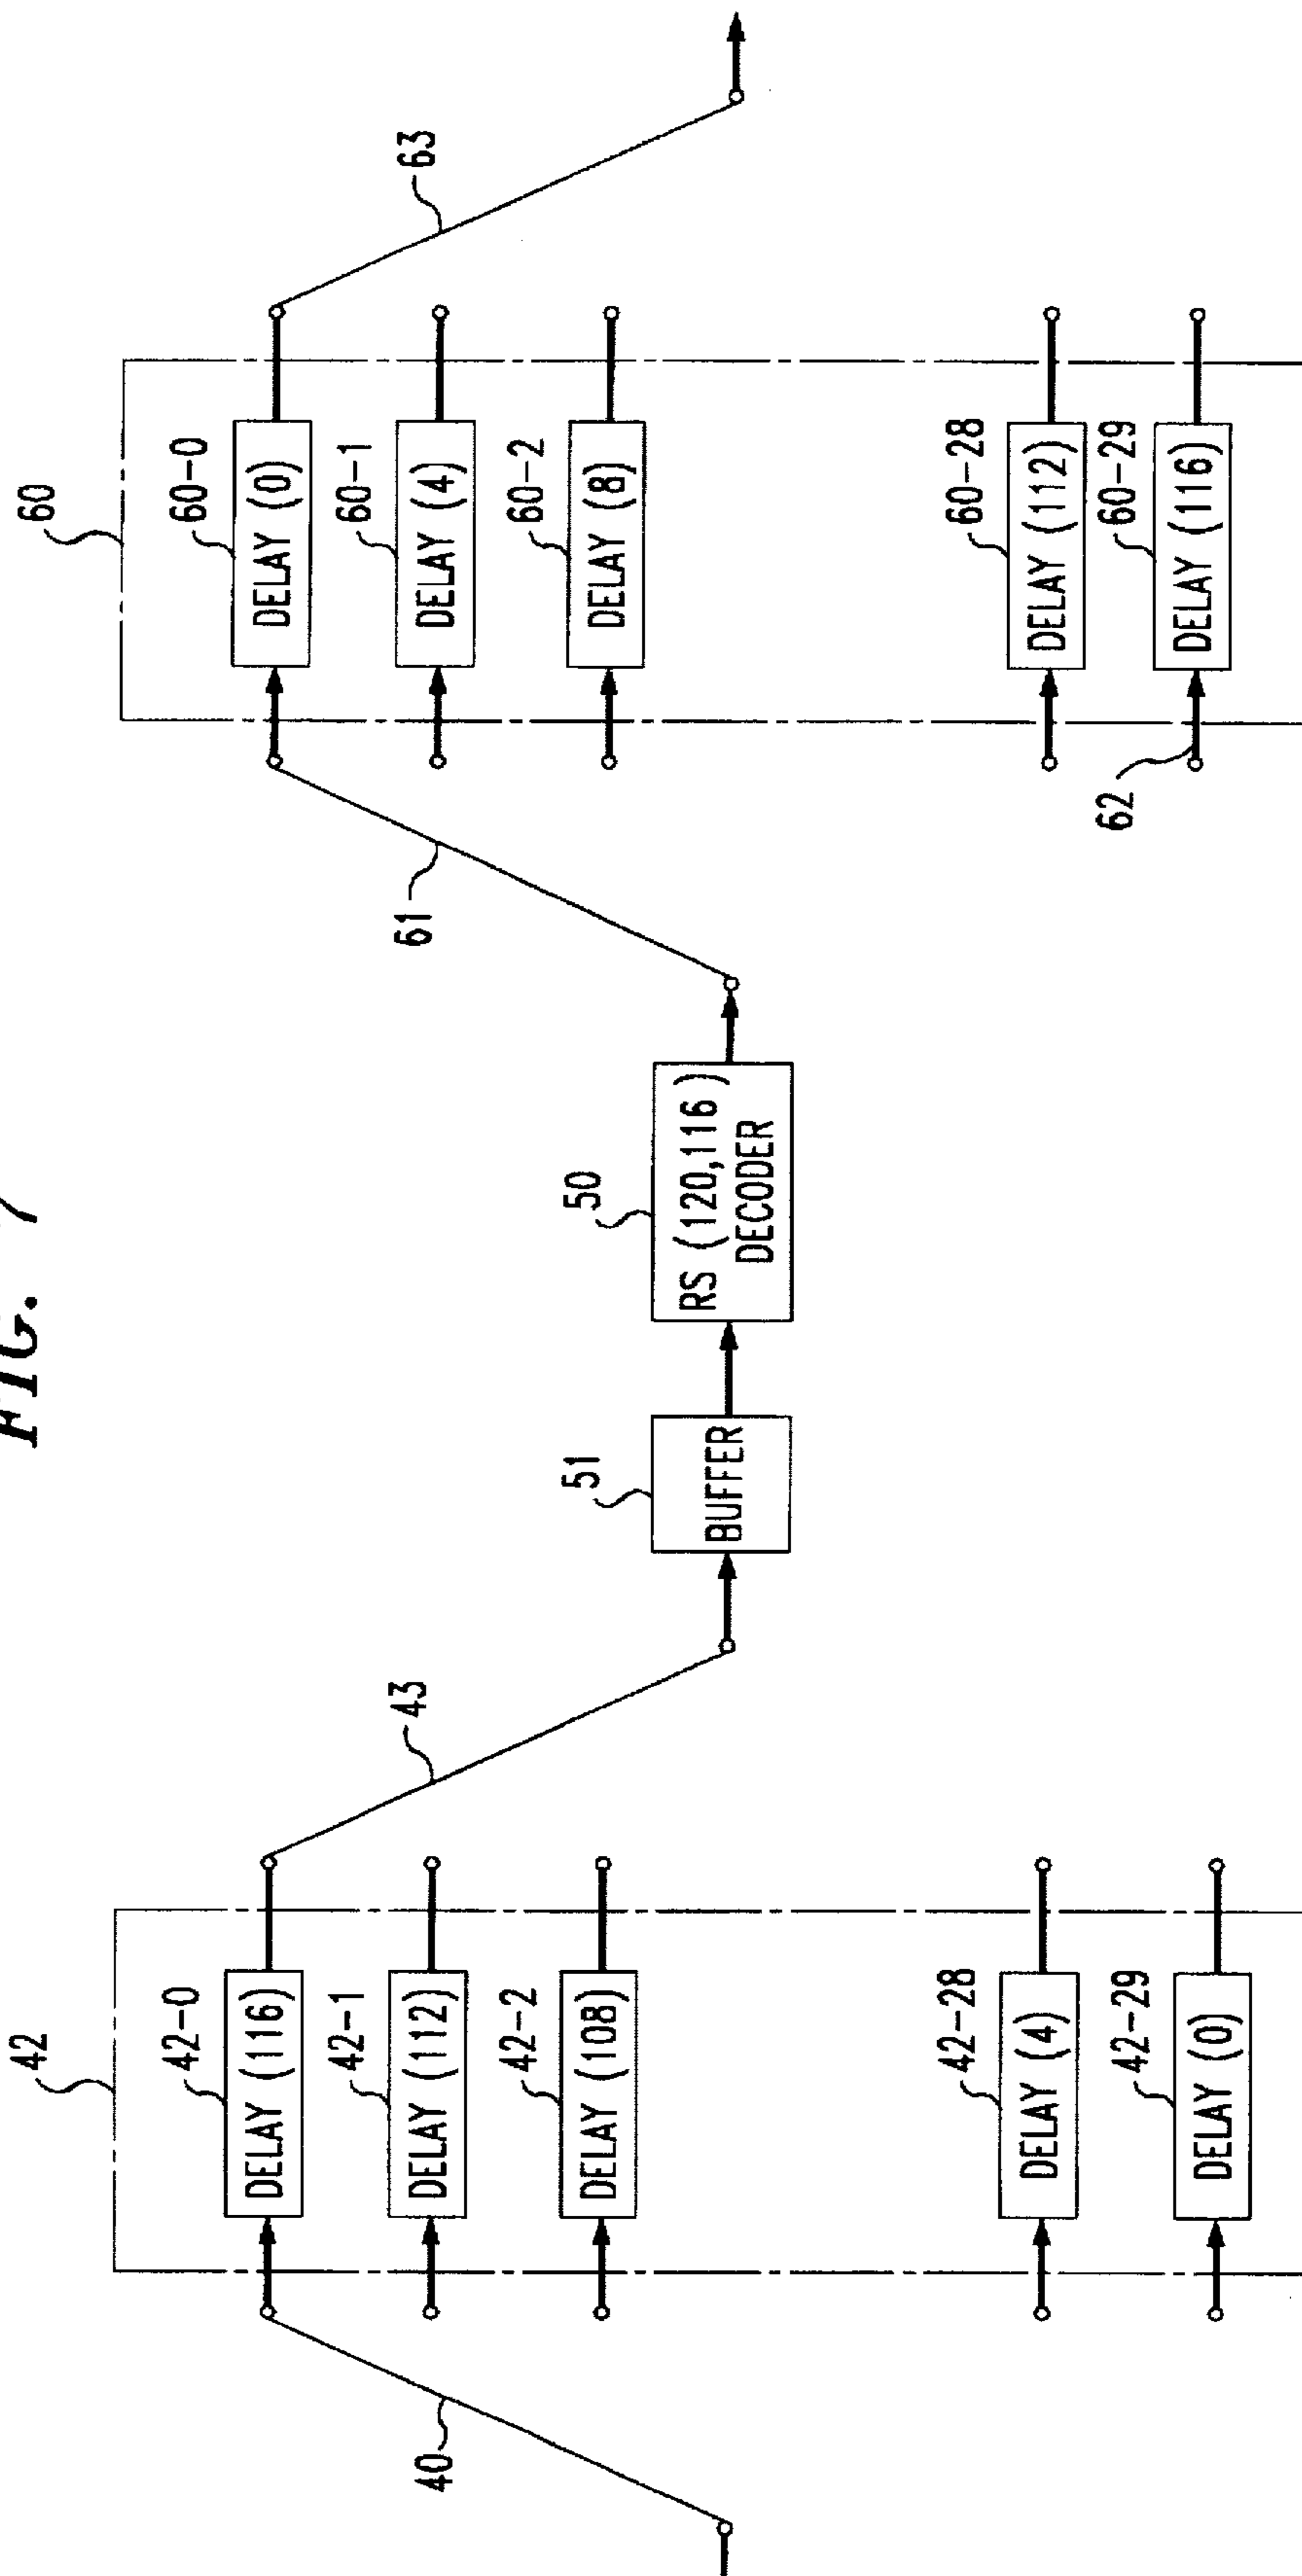 FIG. 7
42
42-0
DELAY (116)
42-1
DELAY (112)
42-2
DELAY (108)
42-28
DELAY (4)
42-29
DELAY (0)
40
43
51
BUFFER
50
RS (120,116)
DECODER
61
60
60-0
DELAY (0)
60-1
DELAY (4)
60-2
DELAY (8)
60-28
DELAY (112)
60-29
DELAY (116)
62
63